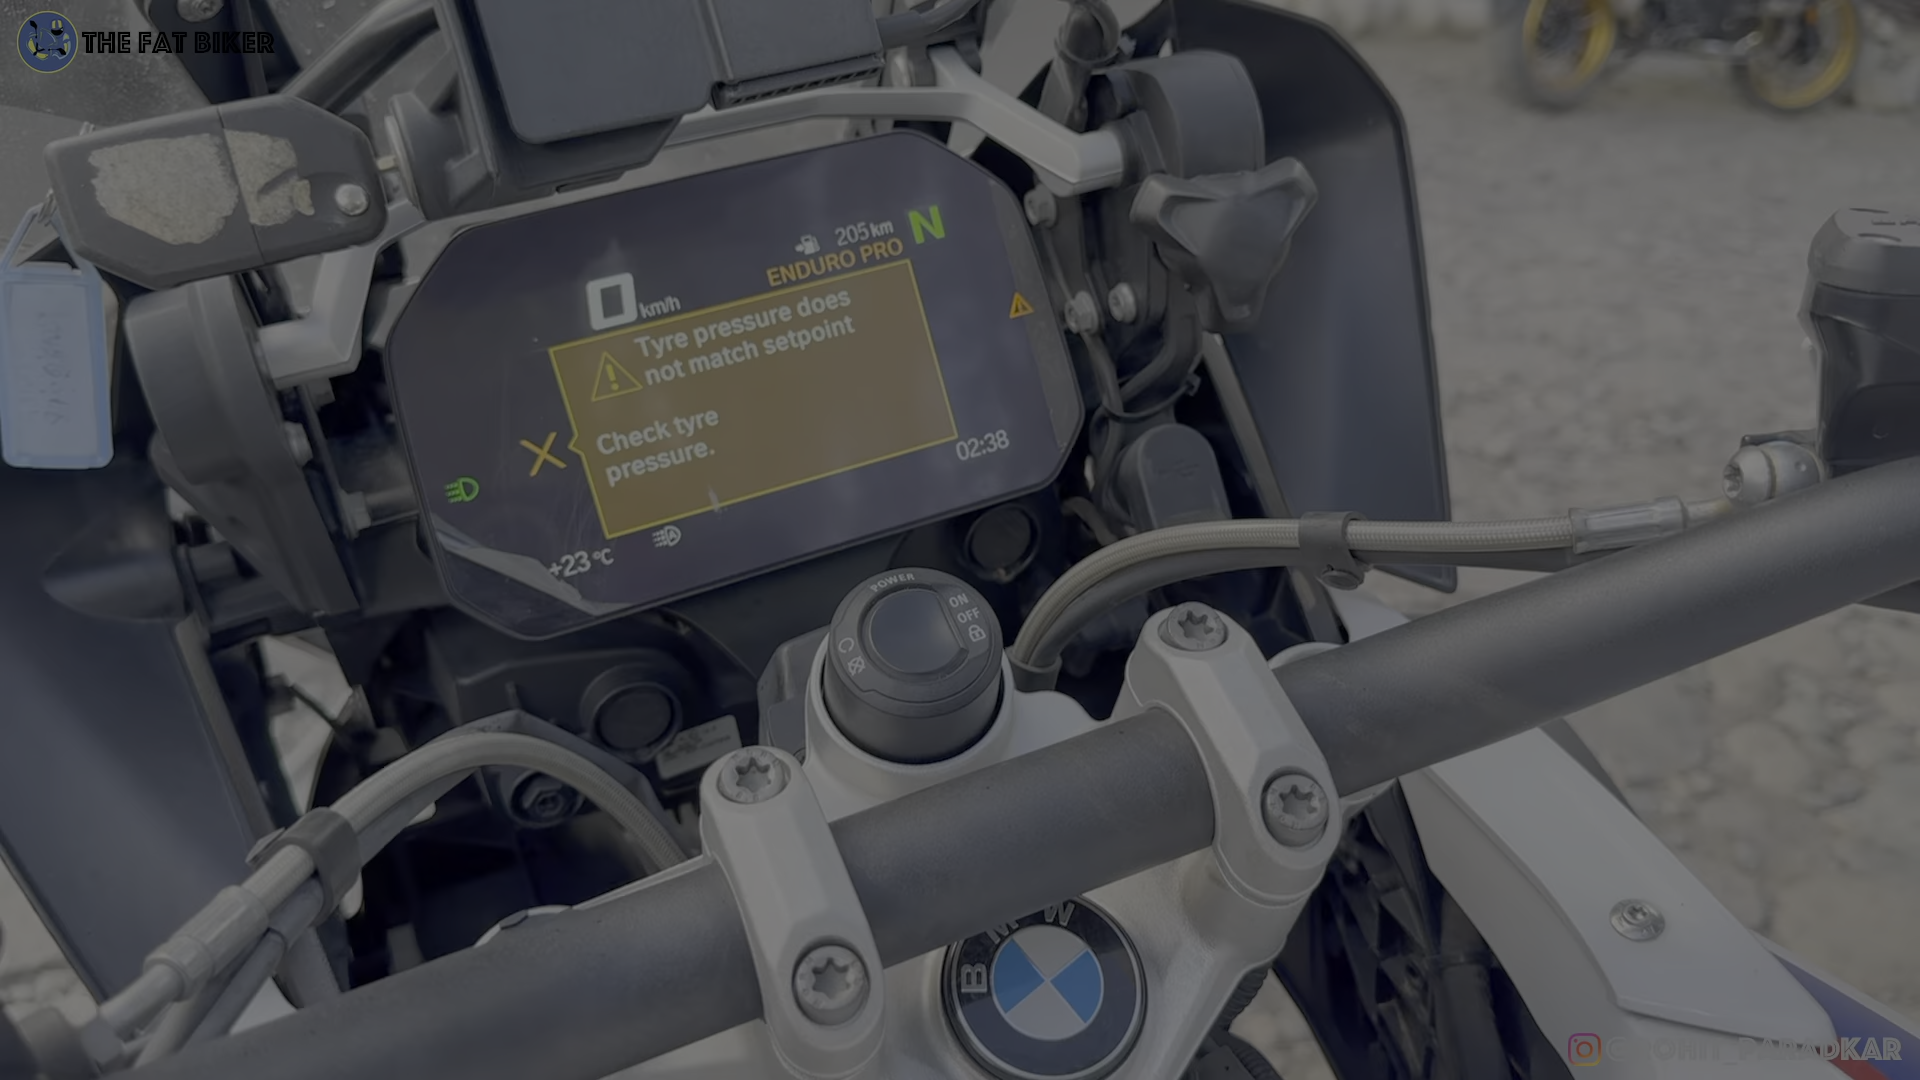 THE FAT BIKER
205 km N
ENDURO PRO
0 km/h
Tyre pressure does
not match setpoint
Check tyre
pressure.
02:38
+23 °C
POWER
ON
OFF
BMW